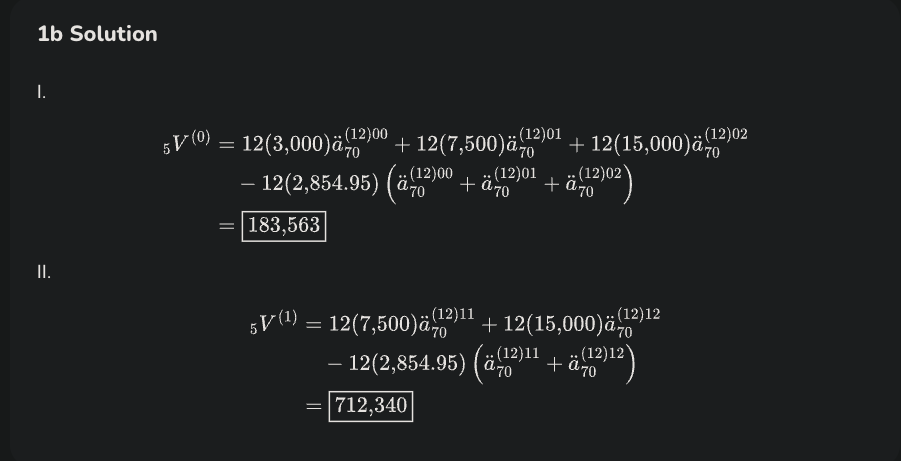 1b Solution
I.
₅V⁽⁰⁾ = 12(3,000)ä₇₀⁽¹²⁾⁰⁰ + 12(7,500)ä₇₀⁽¹²⁾⁰¹ + 12(15,000)ä₇₀⁽¹²⁾⁰²
− 12(2,854.95) (ä₇₀⁽¹²⁾⁰⁰ + ä₇₀⁽¹²⁾⁰¹ + ä₇₀⁽¹²⁾⁰²)
= 183,563
II.
₅V⁽¹⁾ = 12(7,500)ä₇₀⁽¹²⁾¹¹ + 12(15,000)ä₇₀⁽¹²⁾¹²
− 12(2,854.95) (ä₇₀⁽¹²⁾¹¹ + ä₇₀⁽¹²⁾¹²)
= 712,340